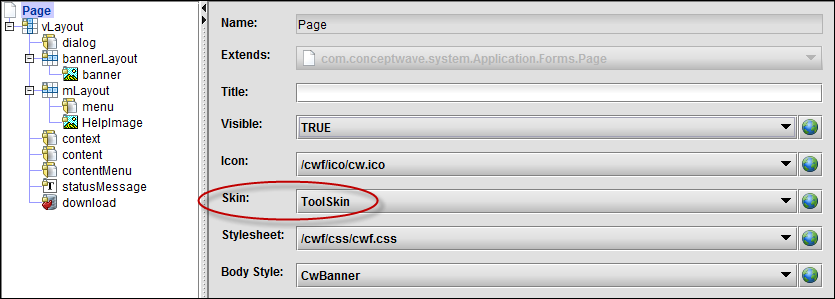 Page
vLayout
dialog
bannerLayout
banner
mLayout
menu
HelpImage
context
content
contentMenu
statusMessage
download
Name: Page
Extends: com.conceptwave.system.Application.Forms.Page
Title:
Visible: TRUE
Icon: /cwf/ico/cw.ico
Skin: ToolSkin
Stylesheet: /cwf/css/cwf.css
Body Style: CwBanner